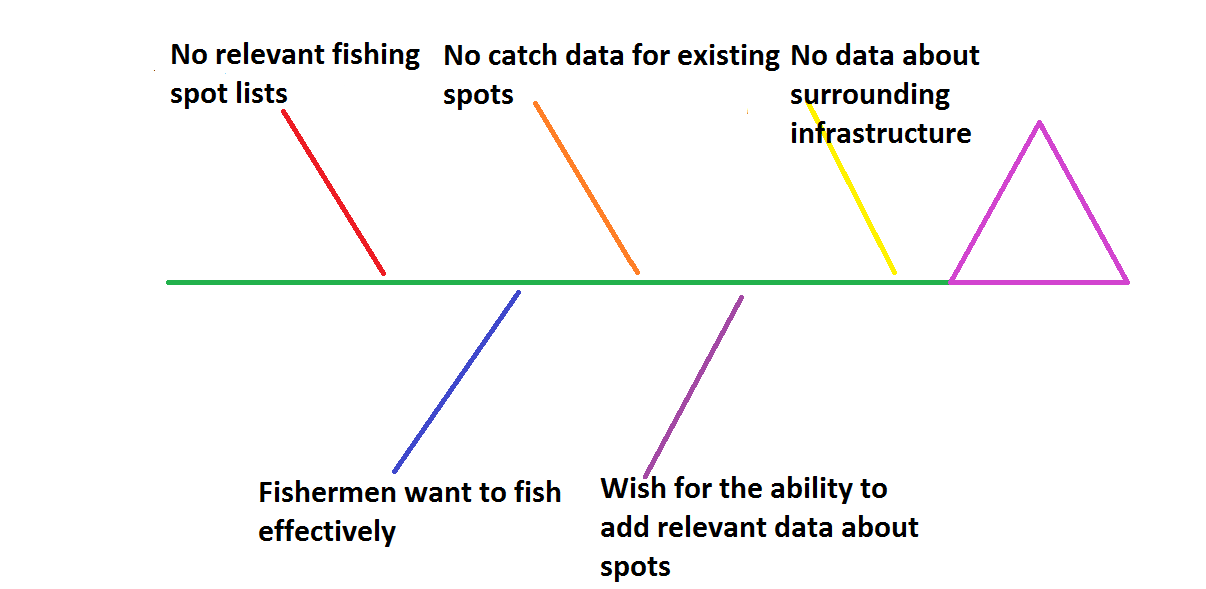 No relevant fishing
spot lists
No catch data for existing
spots
No data about
surrounding
infrastructure
Fishermen want to fish
effectively
Wish for the ability to
add relevant data about
spots